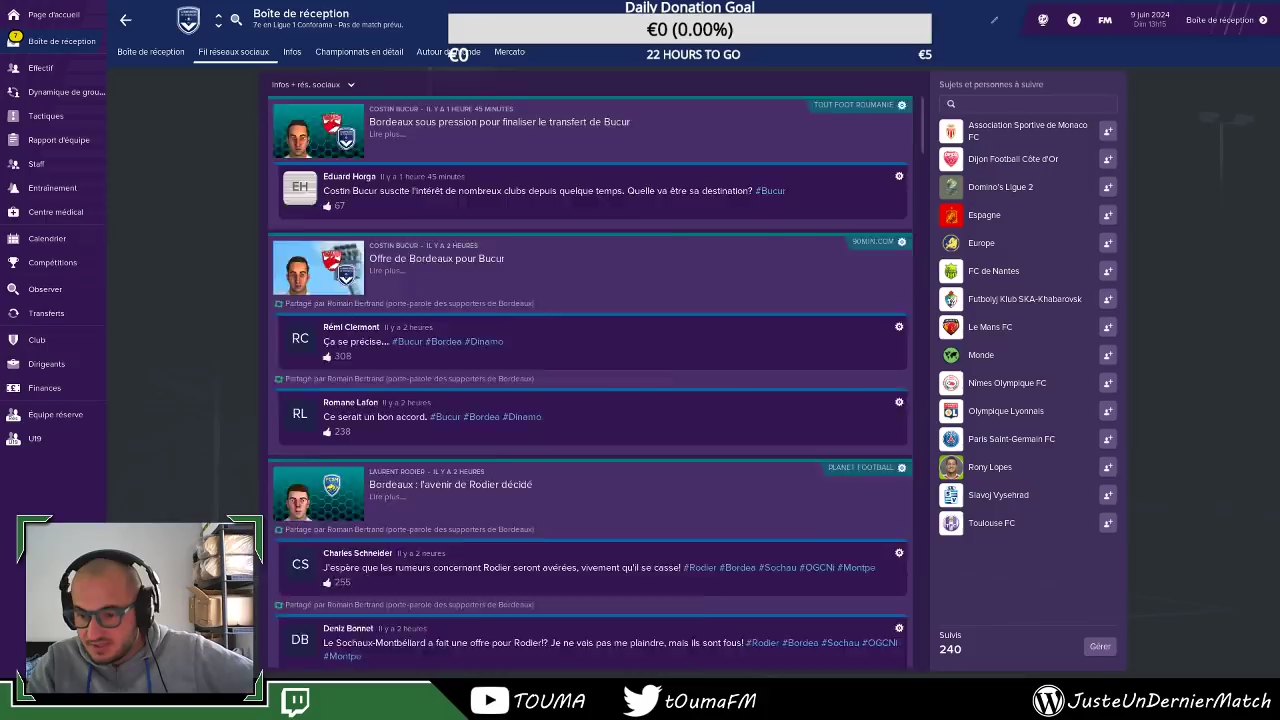 Boîte de réception
7e en Ligue 1 Conforama - Pas de match prévu.
Daily Donation Goal
€0 (0.00%)
€0
22 HOURS TO GO
€5
FM
9 juin 2024
Dim 13h15
Boîte de réception
Page d'accueil
7
Boîte de réception
Effectif
Dynamique de grou...
Tactiques
Rapport d'équipe
Staff
Entraînement
Centre médical
Calendrier
Compétitions
Observer
Transferts
Club
Dirigeants
Finances
Équipe réserve
U19
Boîte de réception
Fil réseaux sociaux
Infos
Championnats en détail
Autour du monde
Mercato
Infos + rés. sociaux
COSTIN BUCUR - IL Y A 1 HEURE 45 MINUTES
TOUT FOOT ROUMANIE
Bordeaux sous pression pour finaliser le transfert de Bucur
Lire plus...
EH
Eduard Horga Il y a 1 heure 45 minutes
Costin Bucur suscite l'intérêt de nombreux clubs depuis quelque temps. Quelle va être sa destination? #Bucur
67
COSTIN BUCUR - IL Y A 2 HEURES
90MIN.COM
Offre de Bordeaux pour Bucur
Lire plus...
Partagé par Romain Bertrand (porte-parole des supporters de Bordeaux)
RC
Rémi Clermont Il y a 2 heures
Ça se précise... #Bucur #Bordea #Dinamo
308
Partagé par Romain Bertrand (porte-parole des supporters de Bordeaux)
RL
Romane Lafon Il y a 2 heures
Ce serait un bon accord. #Bucur #Bordea #Dinamo
238
LAURENT RODIER - IL Y A 2 HEURES
PLANET FOOTBALL
Bordeaux : l'avenir de Rodier décidé
Lire plus...
Partagé par Romain Bertrand (porte-parole des supporters de Bordeaux)
CS
Charles Schneider Il y a 2 heures
J'espère que les rumeurs concernant Rodier seront avérées, vivement qu'il se casse! #Rodier #Bordea #Sochau #OGCNi #Montpe
255
Partagé par Romain Bertrand (porte-parole des supporters de Bordeaux)
DB
Deniz Bonnet Il y a 2 heures
Le Sochaux-Montbéliard a fait une offre pour Rodier!? Je ne vais pas me plaindre, mais ils sont fous! #Rodier #Bordea #Sochau #OGCNi
#Montpe
Sujets et personnes à suivre
Association Sportive de Monaco
FC
Dijon Football Côte d'Or
Domino's Ligue 2
Espagne
Europe
FC de Nantes
Futbolyj Klub SKA-Khabarovsk
Le Mans FC
Monde
Nîmes Olympique FC
Olympique Lyonnais
Paris Saint-Germain FC
Rony Lopes
Slavoj Vysehrad
Toulouse FC
Suivis
240
Gérer
TOUMA
tOumaFM
JusteUnDernierMatch